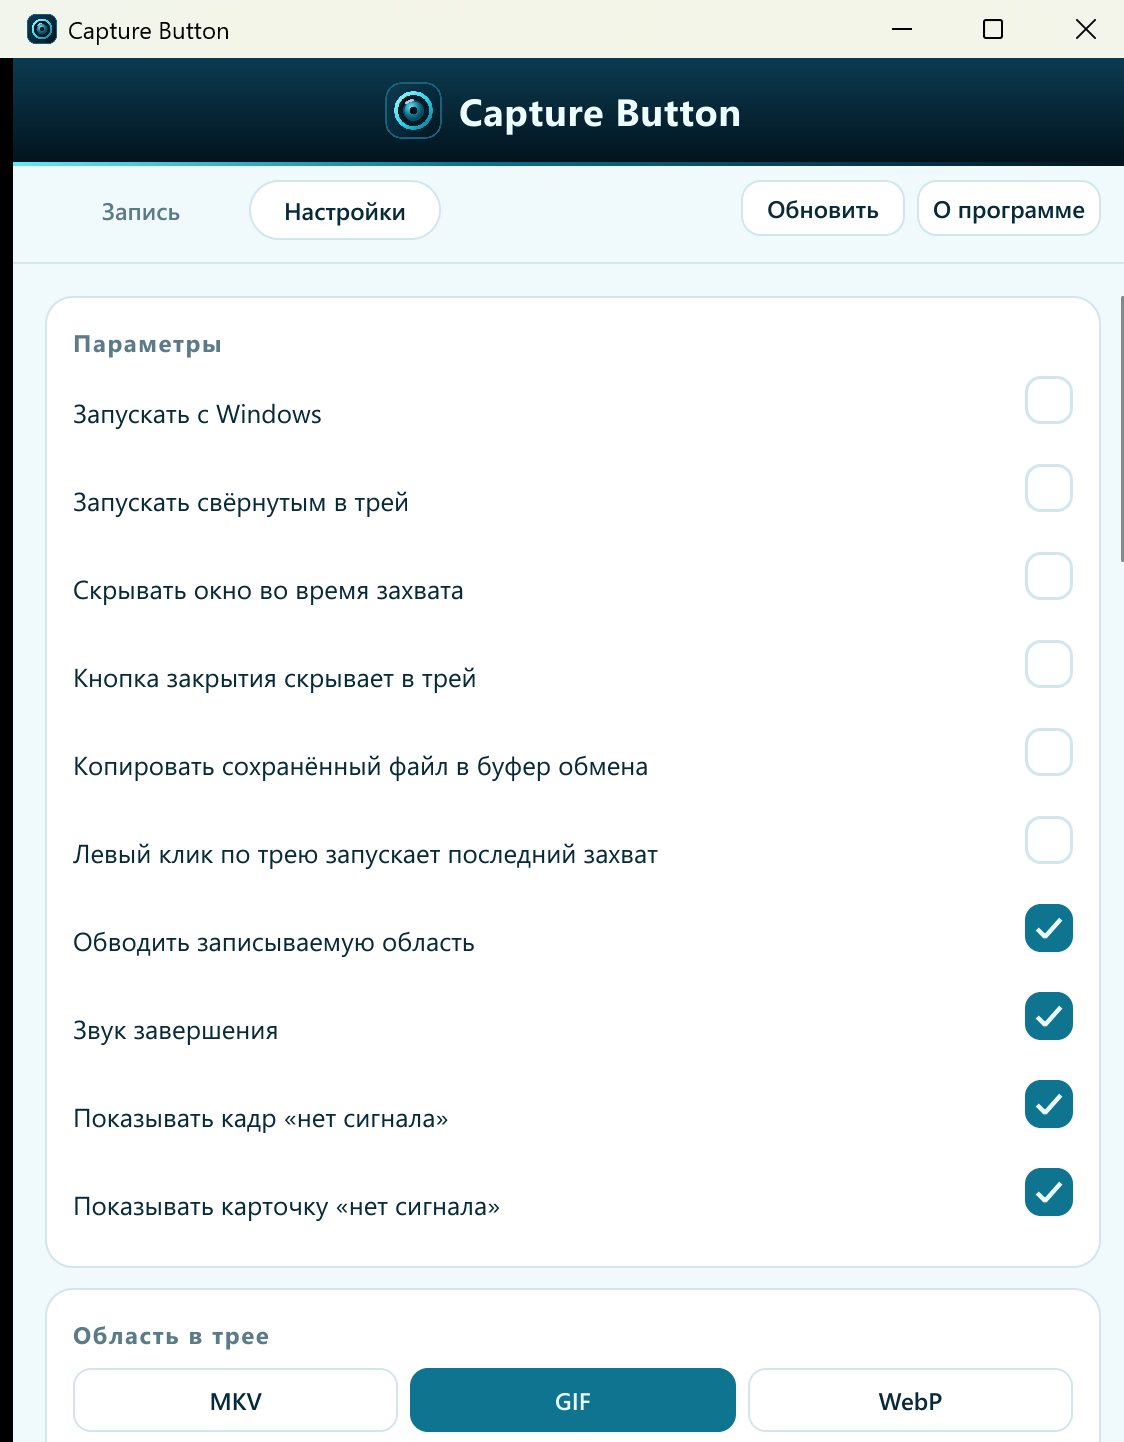 Capture Button
Capture Button
Запись
Настройки
Обновить
О программе
Параметры
Запускать с Windows
Запускать свёрнутым в трей
Скрывать окно во время захвата
Кнопка закрытия скрывает в трей
Копировать сохранённый файл в буфер обмена
Левый клик по трею запускает последний захват
Обводить записываемую область
Звук завершения
Показывать кадр «нет сигнала»
Показывать карточку «нет сигнала»
Область в трее
MKV
GIF
WebP